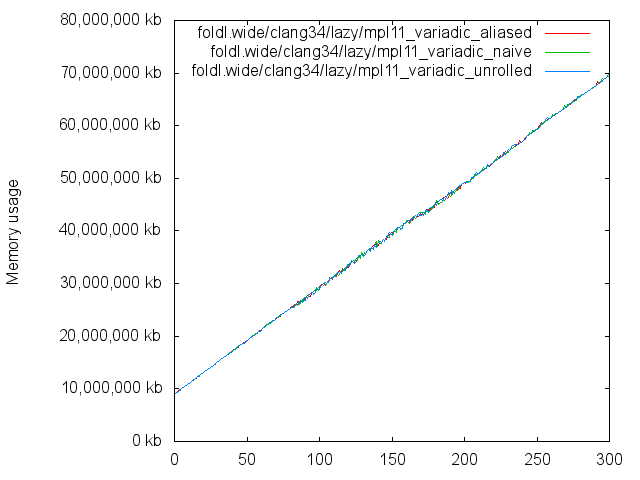 80,000,000 kb
foldl.wide/clang34/lazy/mpl11_variadic_aliased
foldl.wide/clang34/lazy/mpl11_variadic_naive
foldl.wide/clang34/lazy/mpl11_variadic_unrolled
70,000,000 kb
60,000,000 kb
50,000,000 kb
40,000,000 kb
30,000,000 kb
20,000,000 kb
10,000,000 kb
0 kb
Memory usage
0 50 100 150 200 250 300